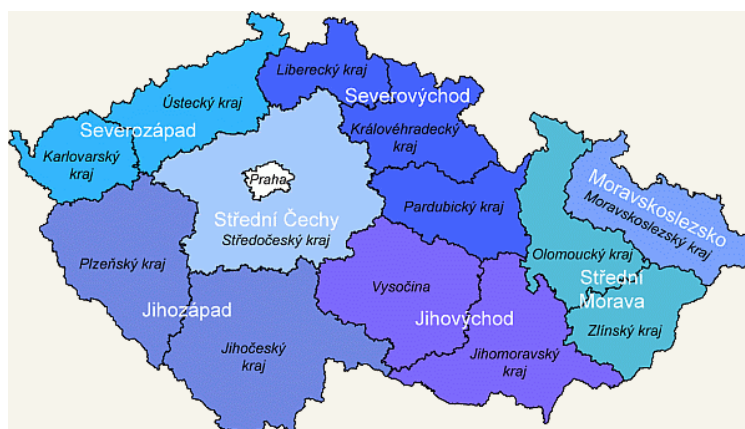 Liberecký kraj
Ústecký kraj
Severovýchod
Severozápad
Královéhradecký
kraj
Karlovarský
kraj
Praha
Moravskoslezsko
Moravskoslezský kraj
Střední Čechy
Středočeský kraj
Pardubický kraj
Olomoucký kraj
Plzeňský kraj
Vysočina
Střední
Morava
Jihozápad
Jihovýchod
Zlínský kraj
Jihočeský
kraj
Jihomoravský
kraj